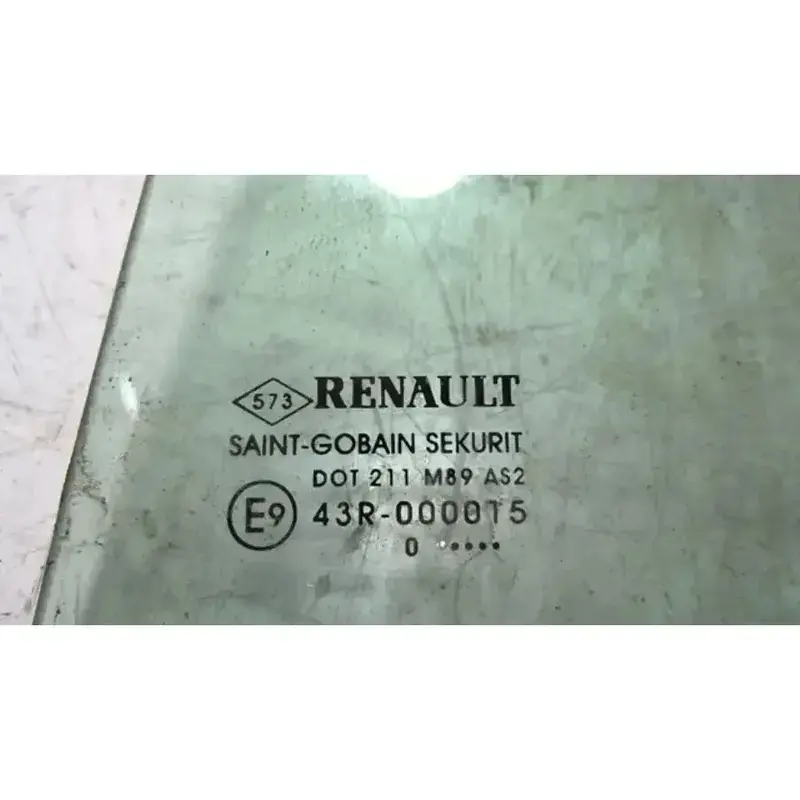 573 RENAULT
SAINT-GOBAIN SEKURIT
DOT 211 M89 AS2
E9 43R-000015
0 .....